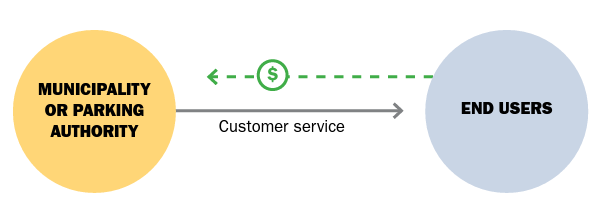 MUNICIPALITY
OR PARKING
AUTHORITY
$
Customer service
END USERS